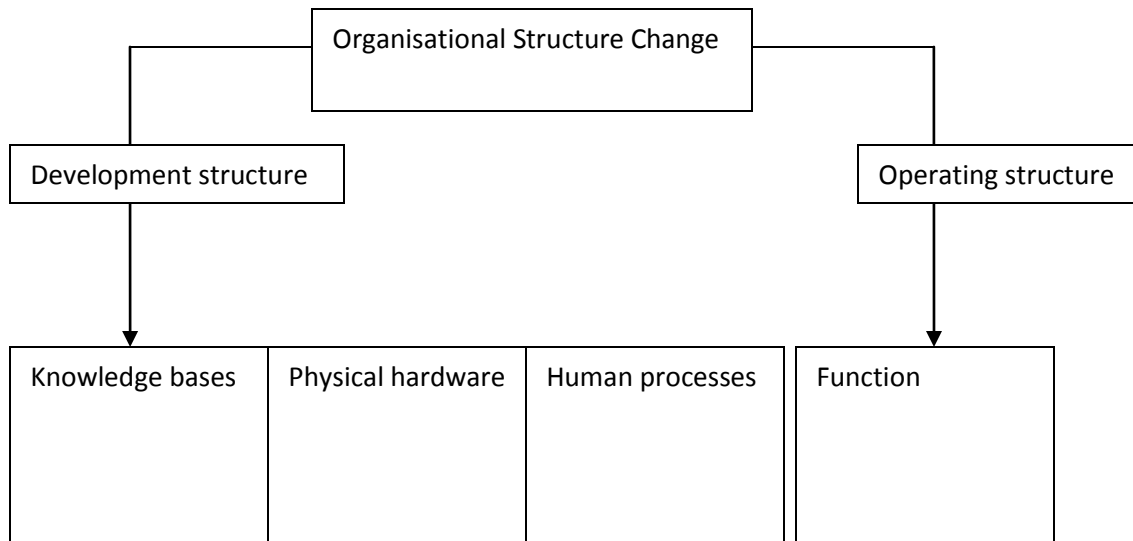 Organisational Structure Change
Development structure
Operating structure
Knowledge bases
Physical hardware
Human processes
Function